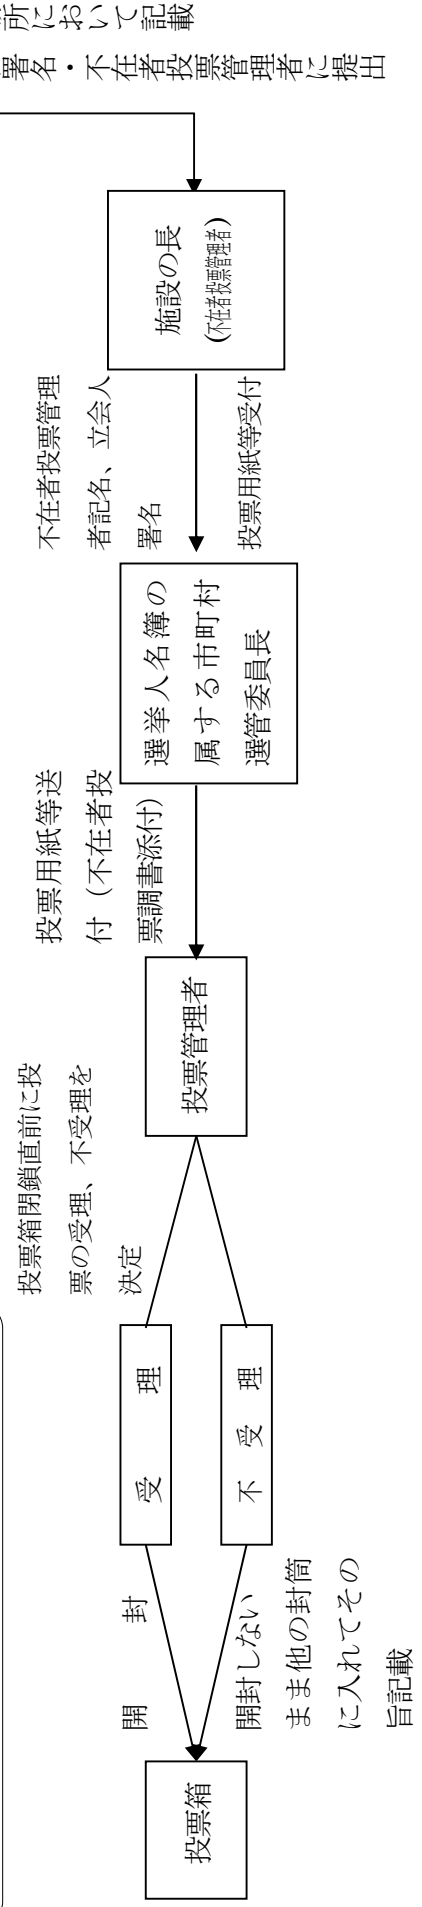 所において記載
署名・不在者投票管理者に提出
施設の長
(不在者投票管理者)
不在者投票管理
者記名、立会人
署名
投票用紙等受付
選挙人名簿の
属する市町村
選管委員長
投票用紙等送
付（不在者投
票調書添付）
投票管理者
投票箱閉鎖直前に投
票の受理、不受理を
決定
受　理
不　受　理
開　封
開封しない
まま他の封筒
に入れてその
旨記載
投票箱